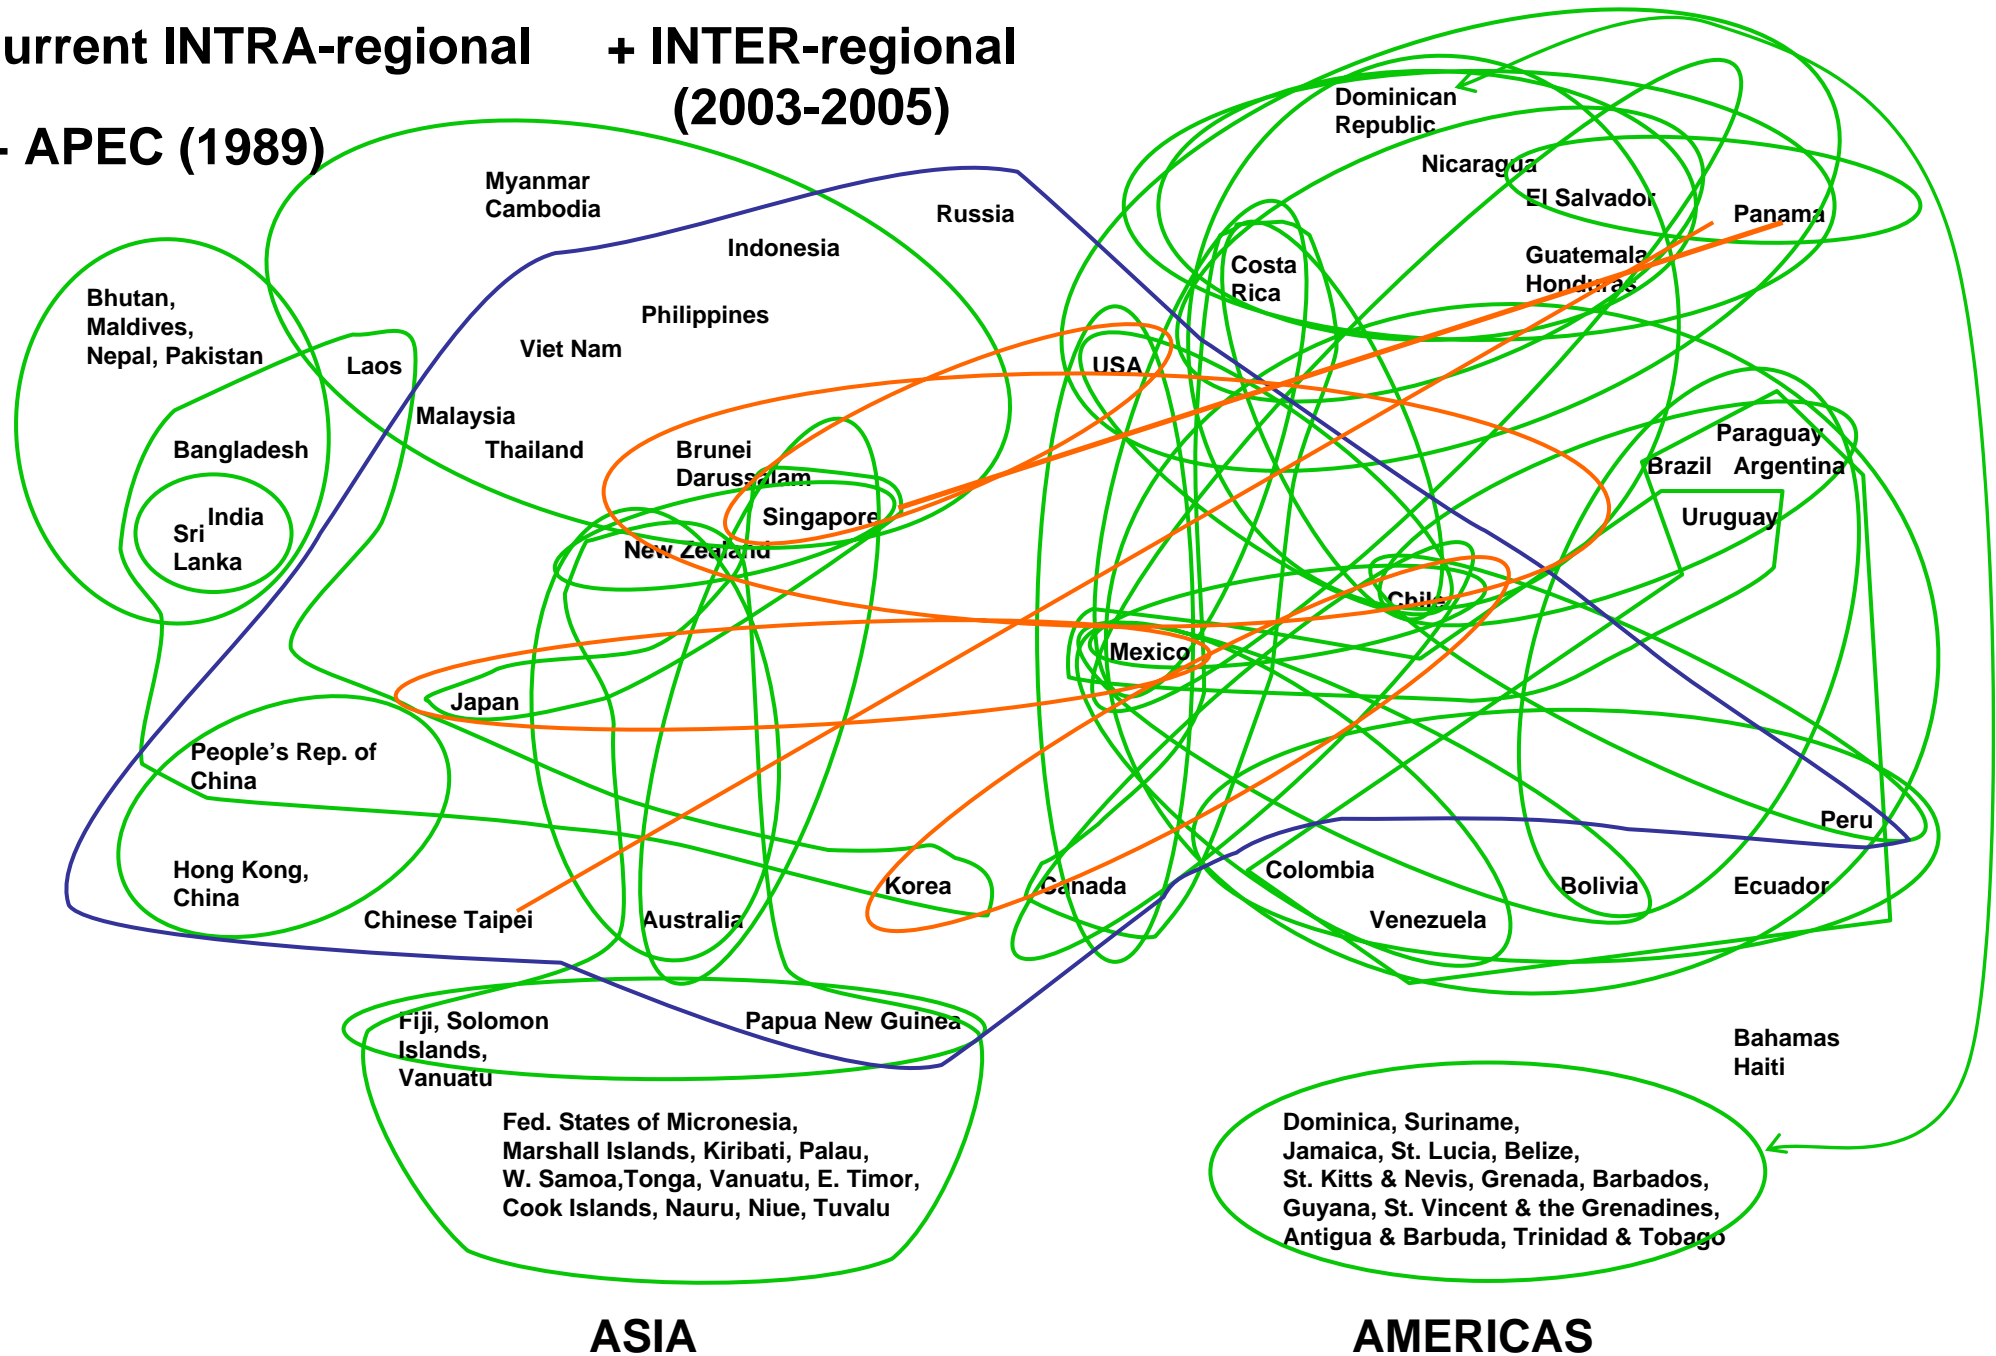 urrent INTRA-regional + INTER-regional
(2003-2005)
- APEC (1989)
Myanmar
Cambodia
Russia
Indonesia
Philippines
Viet Nam
Bhutan,
Maldives,
Nepal, Pakistan
Laos
Malaysia
Thailand
Brunei
Darussalam
Bangladesh
India
Sri
Lanka
Singapore
New Zealand
Japan
People's Rep. of
China
Hong Kong,
China
Chinese Taipei
Australia
Korea
Fiji, Solomon
Islands,
Vanuatu
Papua New Guinea
Fed. States of Micronesia,
Marshall Islands, Kiribati, Palau,
W. Samoa,Tonga, Vanuatu, E. Timor,
Cook Islands, Nauru, Niue, Tuvalu
ASIA
Dominican
Republic
Nicaragua
El Salvador
Panama
Guatemala
Honduras
Costa
Rica
USA
Paraguay
Brazil Argentina
Uruguay
Chile
Mexico
Peru
Canada
Colombia
Bolivia
Ecuador
Venezuela
Bahamas
Haiti
Dominica, Suriname,
Jamaica, St. Lucia, Belize,
St. Kitts & Nevis, Grenada, Barbados,
Guyana, St. Vincent & the Grenadines,
Antigua & Barbuda, Trinidad & Tobago
AMERICAS